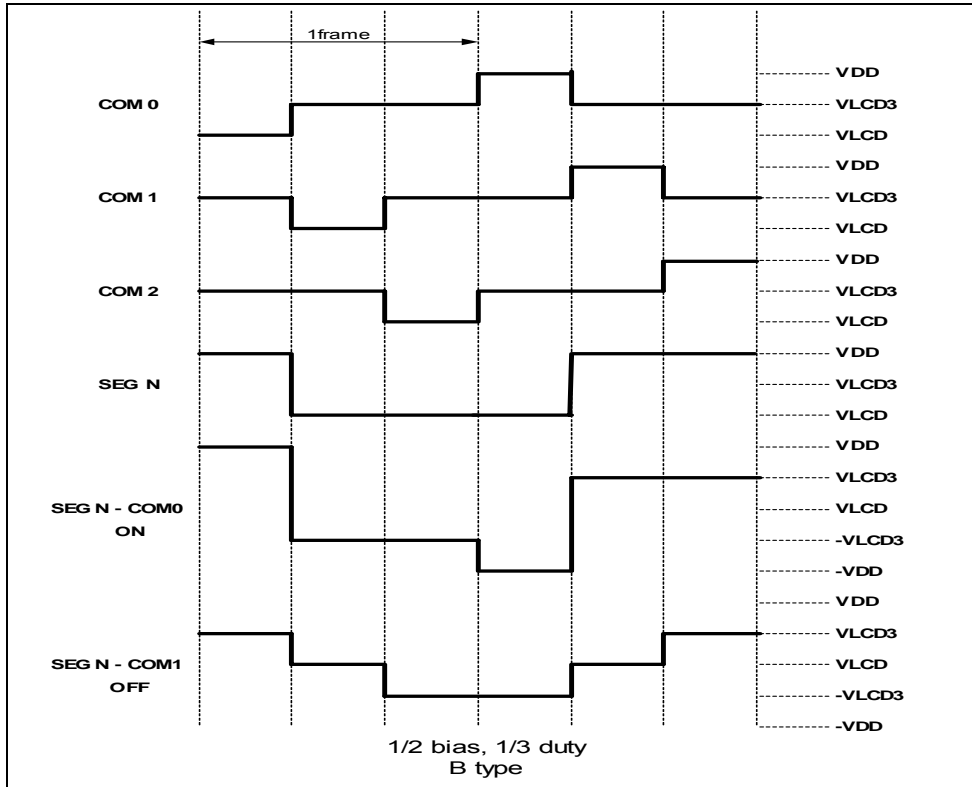 1frame
COM 0
VDD
VLCD3
VLCD
COM 1
VDD
VLCD3
VLCD
COM 2
VDD
VLCD3
VLCD
SEG N
VDD
VLCD3
VLCD
SEG N - COM0
ON
VDD
VLCD3
VLCD
-VLCD3
-VDD
SEG N - COM1
OFF
VDD
VLCD3
VLCD
-VLCD3
-VDD
1/2 bias, 1/3 duty
B type